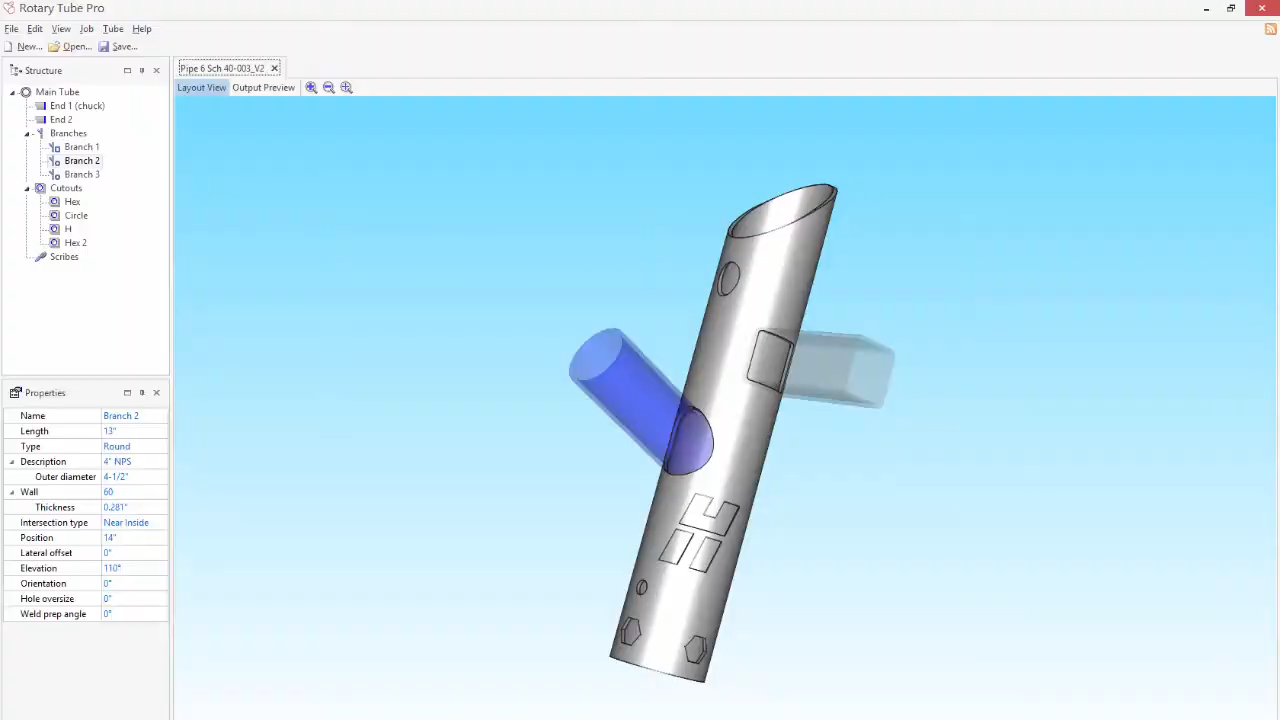 Rotary Tube Pro
File Edit View Job Tube Help
New... Open... Save...
Structure
Main Tube
End 1 (chuck)
End 2
Branches
Branch 1
Branch 2
Branch 3
Cutouts
Hex
Circle
H
Hex 2
Scribes
Pipe 6 Sch 40-003_V2
Layout View Output Preview
Properties
Name Branch 2
Length 13"
Type Round
Description 4" NPS
Outer diameter 4-1/2"
Wall 60
Thickness 0.281"
Intersection type Near Inside
Position 14"
Lateral offset 0"
Elevation 110°
Orientation 0°
Hole oversize 0"
Weld prep angle 0°